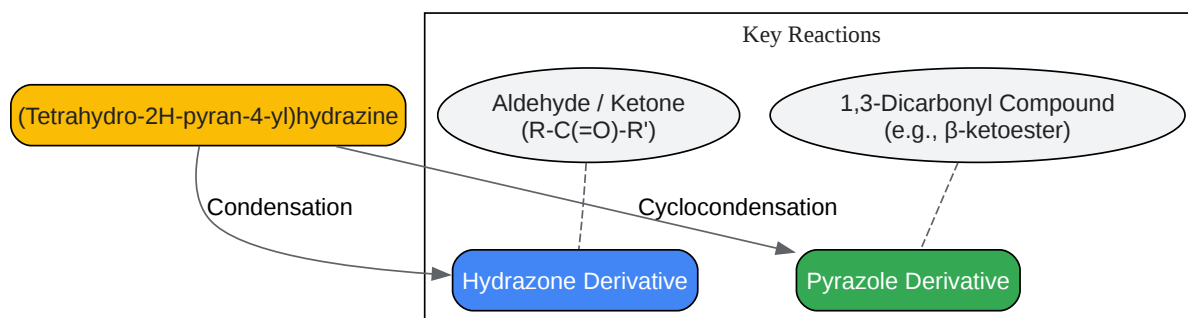 Key Reactions
(Tetrahydro-2H-pyran-4-yl)hydrazine
Aldehyde / Ketone
(R-C(=O)-R')
1,3-Dicarbonyl Compound
(e.g., β-ketoester)
Condensation
Cyclocondensation
Hydrazone Derivative
Pyrazole Derivative